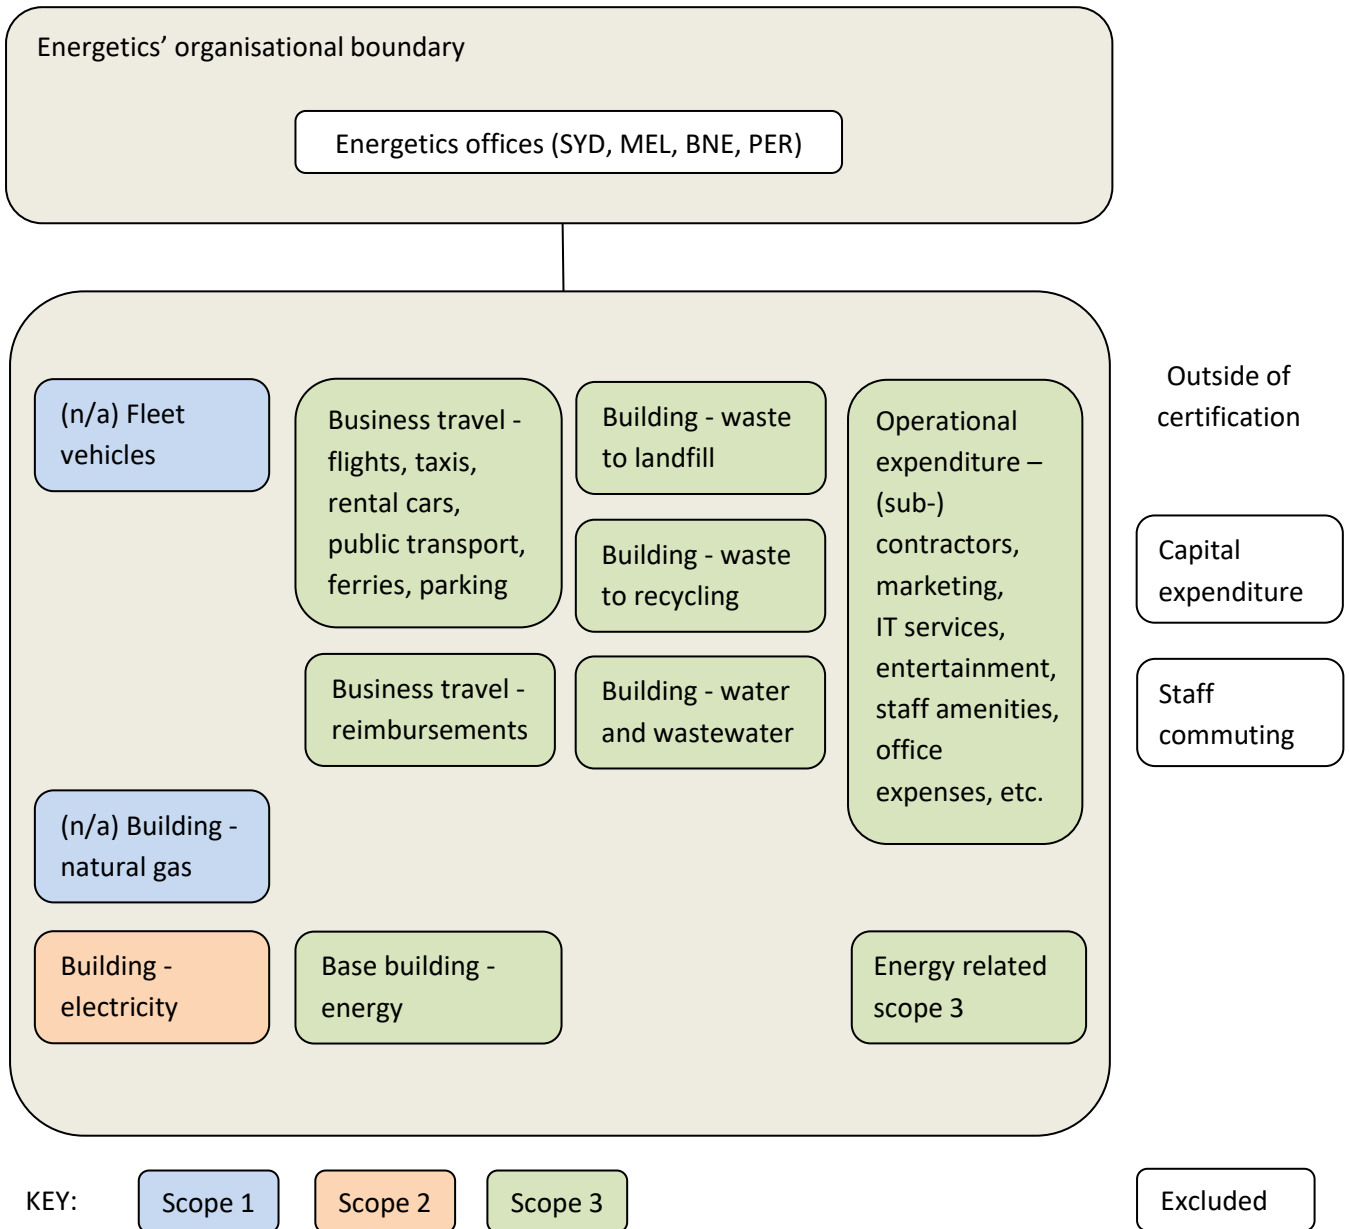 Energetics’ organisational boundary
Energetics offices (SYD, MEL, BNE, PER)
(n/a) Fleet
vehicles
Business travel -
flights, taxis,
rental cars,
public transport,
ferries, parking
Building - waste
to landfill
Operational
expenditure –
(sub-)
contractors,
marketing,
IT services,
entertainment,
staff amenities,
office
expenses, etc.
Outside of
certification
Building - waste
to recycling
Capital
expenditure
Business travel -
reimbursements
Building - water
and wastewater
Staff
commuting
(n/a) Building -
natural gas
Building -
electricity
Base building -
energy
Energy related
scope 3
KEY:
Scope 1
Scope 2
Scope 3
Excluded